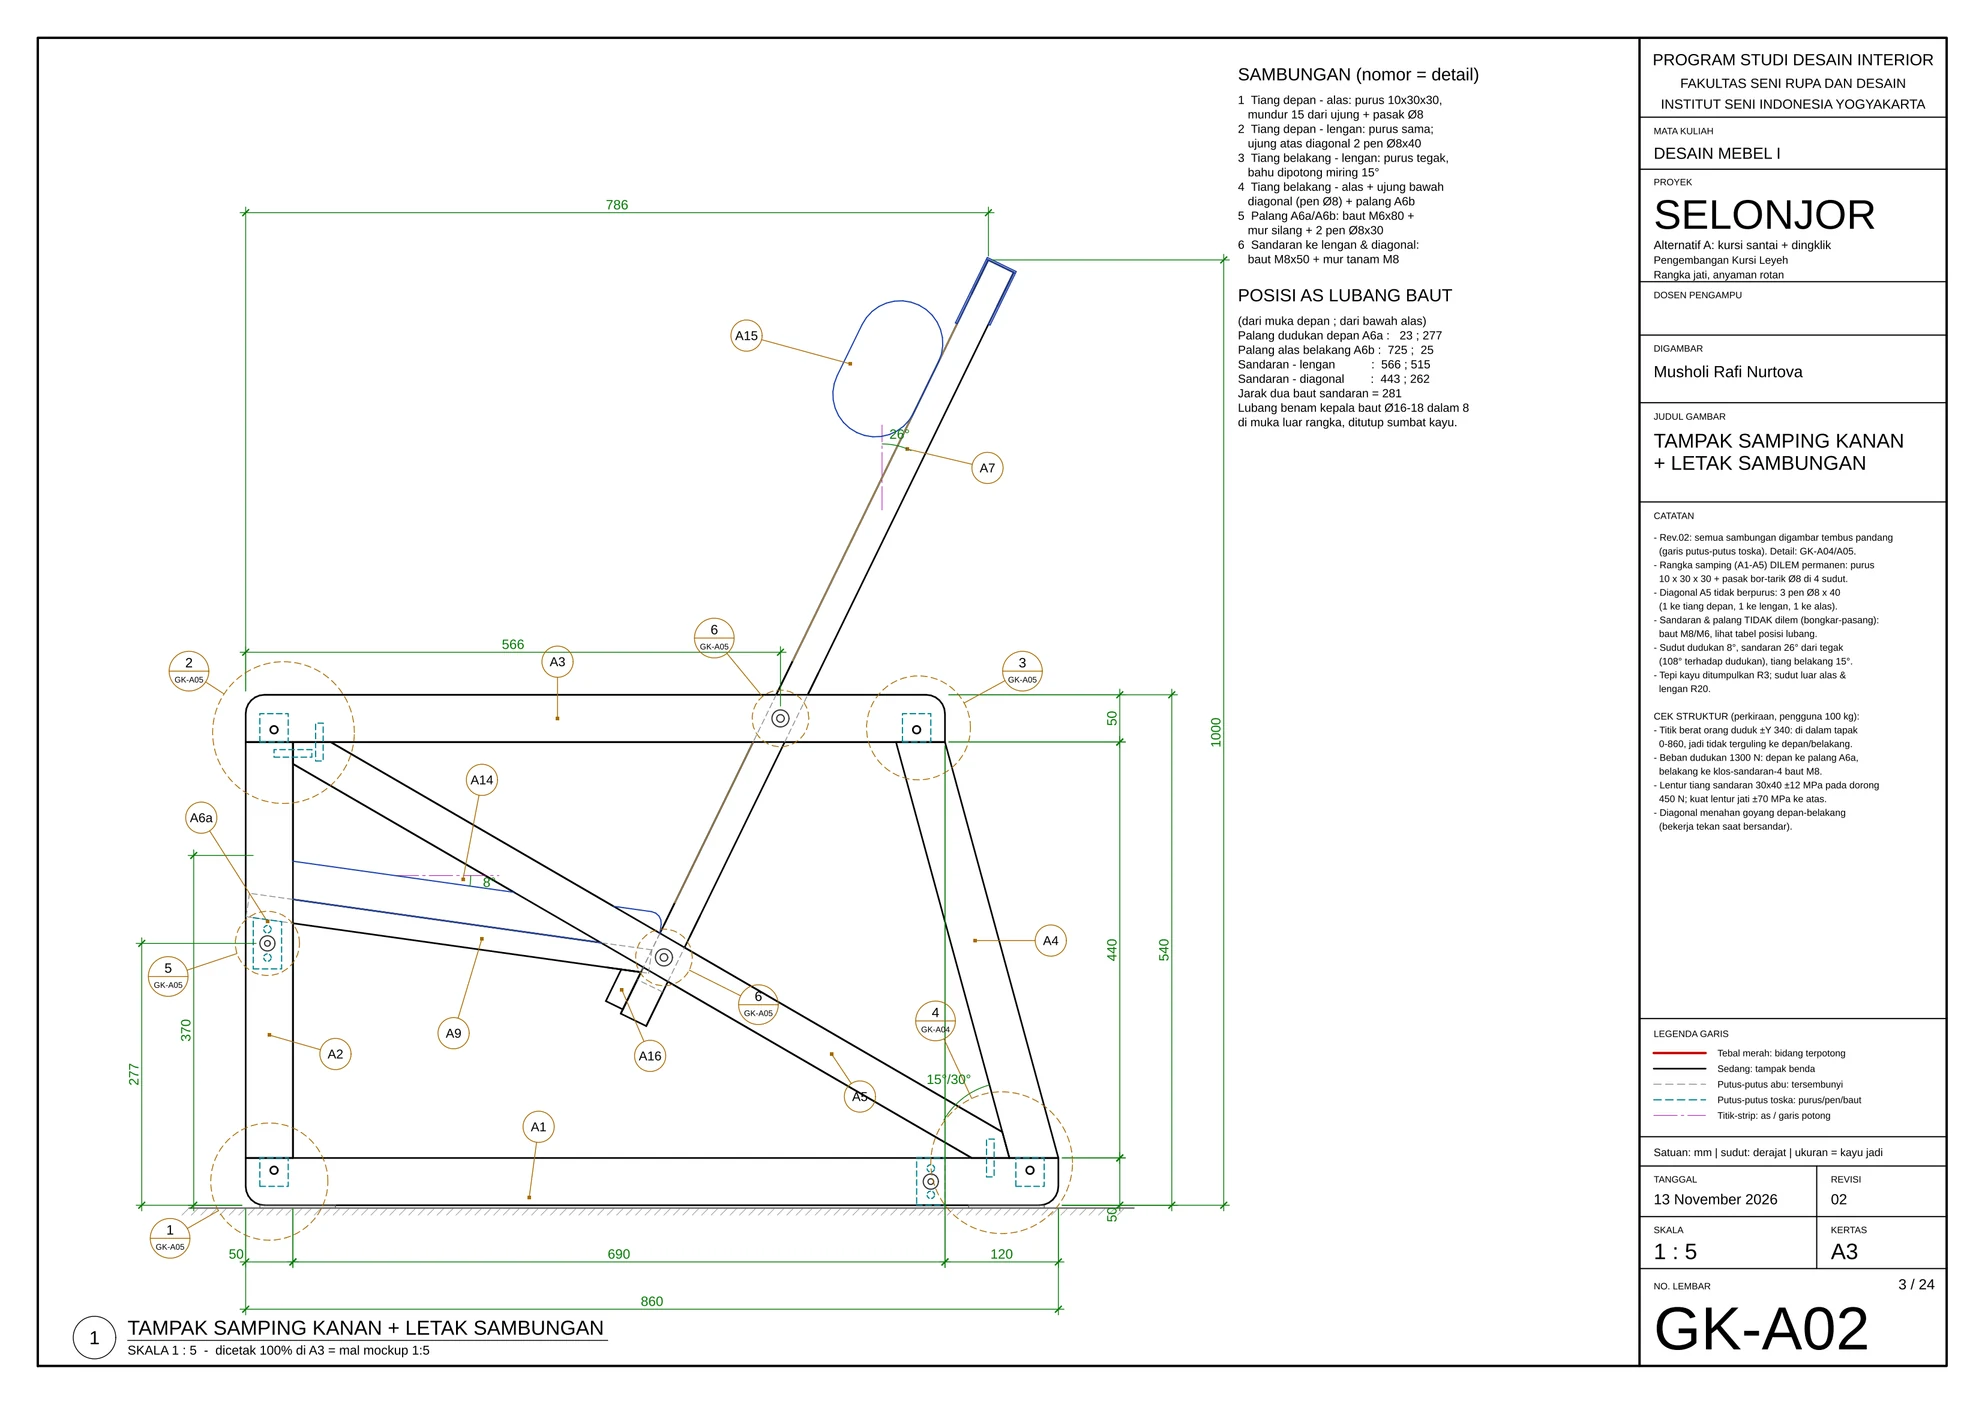 SAMBUNGAN (nomor = detail)
1 Tiang depan - alas: purus 10x30x30,
mundur 15 dari ujung + pasak Ø8
2 Tiang depan - lengan: purus sama;
ujung atas diagonal 2 pen Ø8x40
3 Tiang belakang - lengan: purus tegak,
bahu dipotong miring 15°
4 Tiang belakang - alas + ujung bawah
diagonal (pen Ø8) + palang A6b
5 Palang A6a/A6b: baut M6x80 +
mur silang + 2 pen Ø8x30
6 Sandaran ke lengan & diagonal:
baut M8x50 + mur tanam M8
POSISI AS LUBANG BAUT
(dari muka depan ; dari bawah alas)
Palang dudukan depan A6a : 23 ; 277
Palang alas belakang A6b : 725 ; 25
Sandaran - lengan : 566 ; 515
Sandaran - diagonal : 443 ; 262
Jarak dua baut sandaran = 281
Lubang benam kepala baut Ø16-18 dalam 8
di muka luar rangka, ditutup sumbat kayu.
786
A15
26°
A7
566
A3
6
GK-A05
2
GK-A05
3
GK-A05
50
1000
A14
A6a
8°
A4
440
540
5
GK-A05
6
GK-A05
4
GK-A04
370
A9
A2
A16
277
15°/30°
A5
A1
1
GK-A05
50
50
690
120
860
1
TAMPAK SAMPING KANAN + LETAK SAMBUNGAN
SKALA 1 : 5 - dicetak 100% di A3 = mal mockup 1:5
PROGRAM STUDI DESAIN INTERIOR
FAKULTAS SENI RUPA DAN DESAIN
INSTITUT SENI INDONESIA YOGYAKARTA
MATA KULIAH
DESAIN MEBEL I
PROYEK
SELONJOR
Alternatif A: kursi santai + dingklik
Pengembangan Kursi Leyeh
Rangka jati, anyaman rotan
DOSEN PENGAMPU
DIGAMBAR
Musholi Rafi Nurtova
JUDUL GAMBAR
TAMPAK SAMPING KANAN
+ LETAK SAMBUNGAN
CATATAN
- Rev.02: semua sambungan digambar tembus pandang
(garis putus-putus toska). Detail: GK-A04/A05.
- Rangka samping (A1-A5) DILEM permanen: purus
10 x 30 x 30 + pasak bor-tarik Ø8 di 4 sudut.
- Diagonal A5 tidak berpurus: 3 pen Ø8 x 40
(1 ke tiang depan, 1 ke lengan, 1 ke alas).
- Sandaran & palang TIDAK dilem (bongkar-pasang):
baut M8/M6, lihat tabel posisi lubang.
- Sudut dudukan 8°, sandaran 26° dari tegak
(108° terhadap dudukan), tiang belakang 15°.
- Tepi kayu ditumpulkan R3; sudut luar alas &
lengan R20.
CEK STRUKTUR (perkiraan, pengguna 100 kg):
- Titik berat orang duduk ±Y 340: di dalam tapak
0-860, jadi tidak terguling ke depan/belakang.
- Beban dudukan 1300 N: depan ke palang A6a,
belakang ke klos-sandaran-4 baut M8.
- Lentur tiang sandaran 30x40 ±12 MPa pada dorong
450 N; kuat lentur jati ±70 MPa ke atas.
- Diagonal menahan goyang depan-belakang
(bekerja tekan saat bersandar).
LEGENDA GARIS
Tebal merah: bidang terpotong
Sedang: tampak benda
Putus-putus abu: tersembunyi
Putus-putus toska: purus/pen/baut
Titik-strip: as / garis potong
Satuan: mm | sudut: derajat | ukuran = kayu jadi
TANGGAL
13 November 2026
REVISI
02
SKALA
1 : 5
KERTAS
A3
NO. LEMBAR
3 / 24
GK-A02